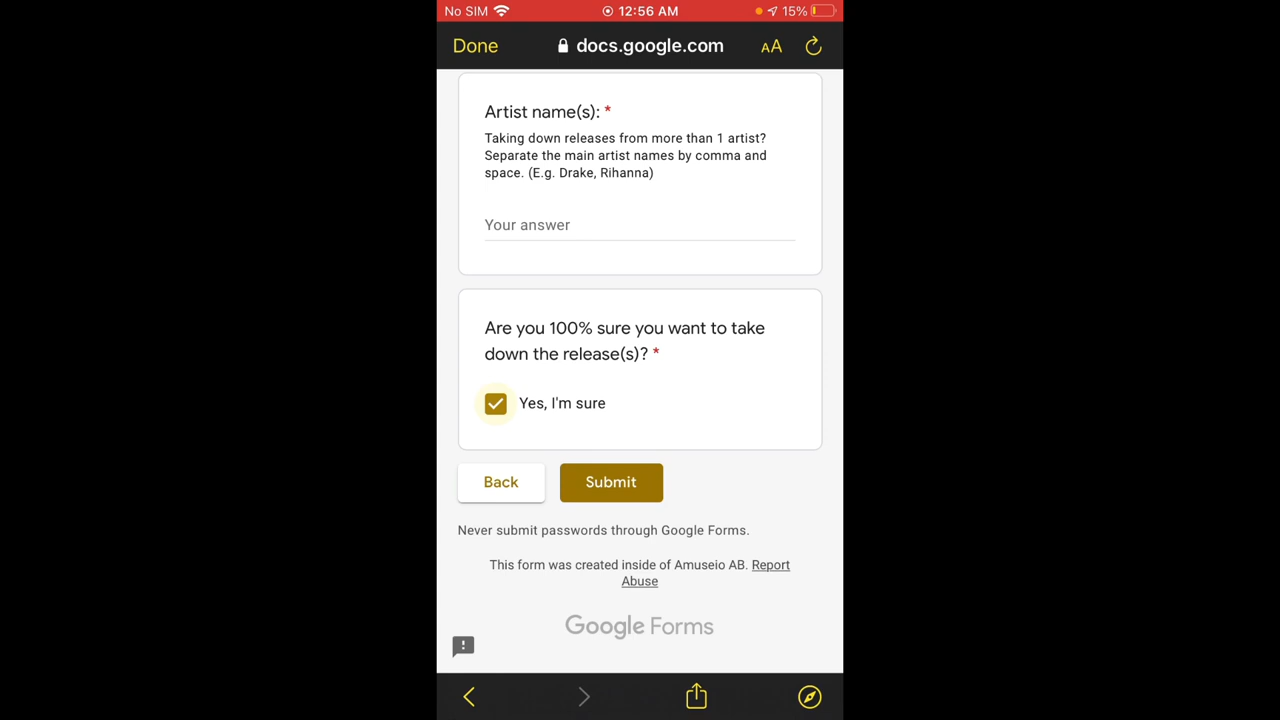 No SIM 12:56 AM 15%
Done docs.google.com AA
Artist name(s): *
Taking down releases from more than 1 artist?
Separate the main artist names by comma and
space. (E.g. Drake, Rihanna)
Your answer
Are you 100% sure you want to take
down the release(s)? *
Yes, I'm sure
Back Submit
Never submit passwords through Google Forms.
This form was created inside of Amuseio AB. Report
Abuse
Google Forms